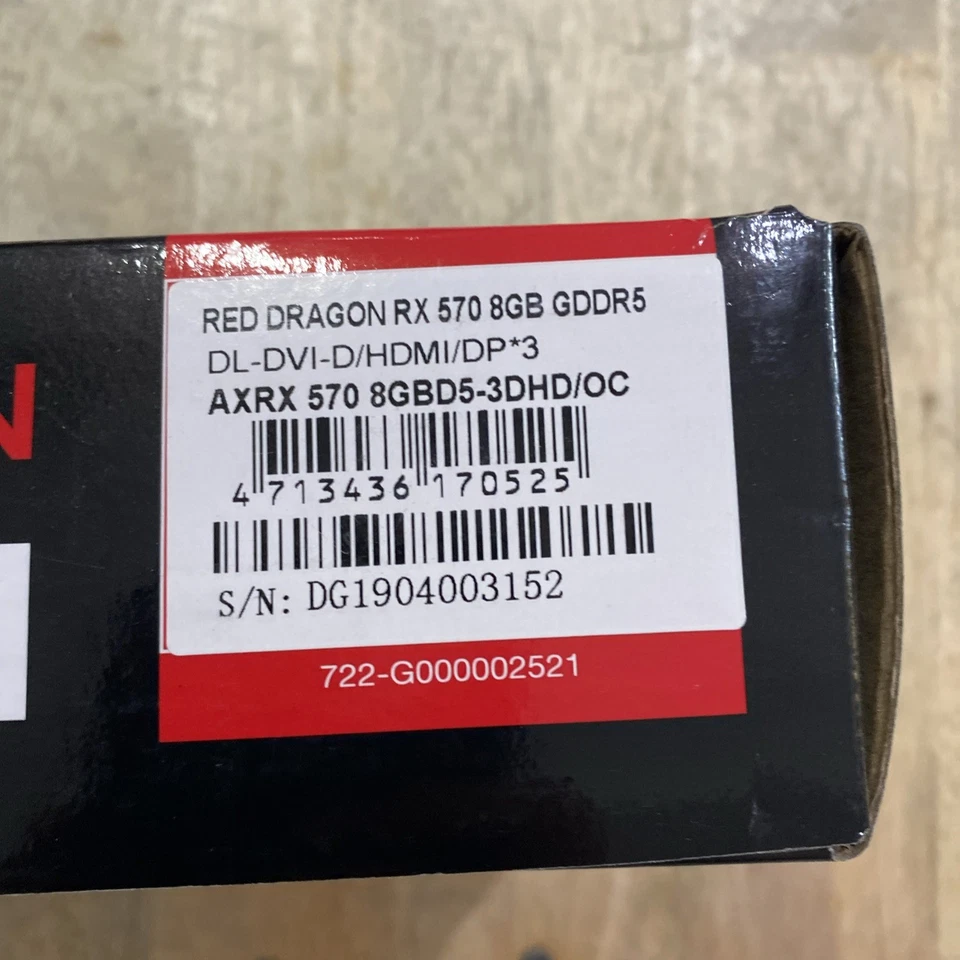 RED DRAGON RX 570 8GB GDDR5
DL-DVI-D/HDMI/DP*3
AXRX 570 8GBD5-3DHD/OC
4 713436 170525
S/N: DG1904003152
722-G000002521
N